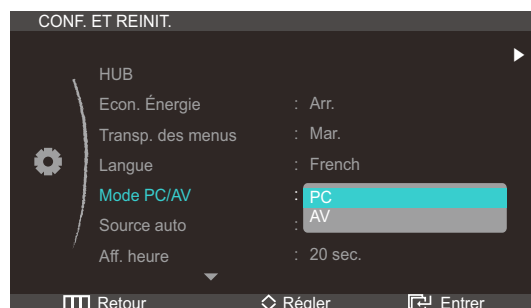 CONF. ET REINIT.
HUB
Econ. Énergie : Arr.
Transp. des menus : Mar.
Langue : French
Mode PC/AV : PC
AV
Source auto :
Aff. heure : 20 sec.
Retour Régler Entrer